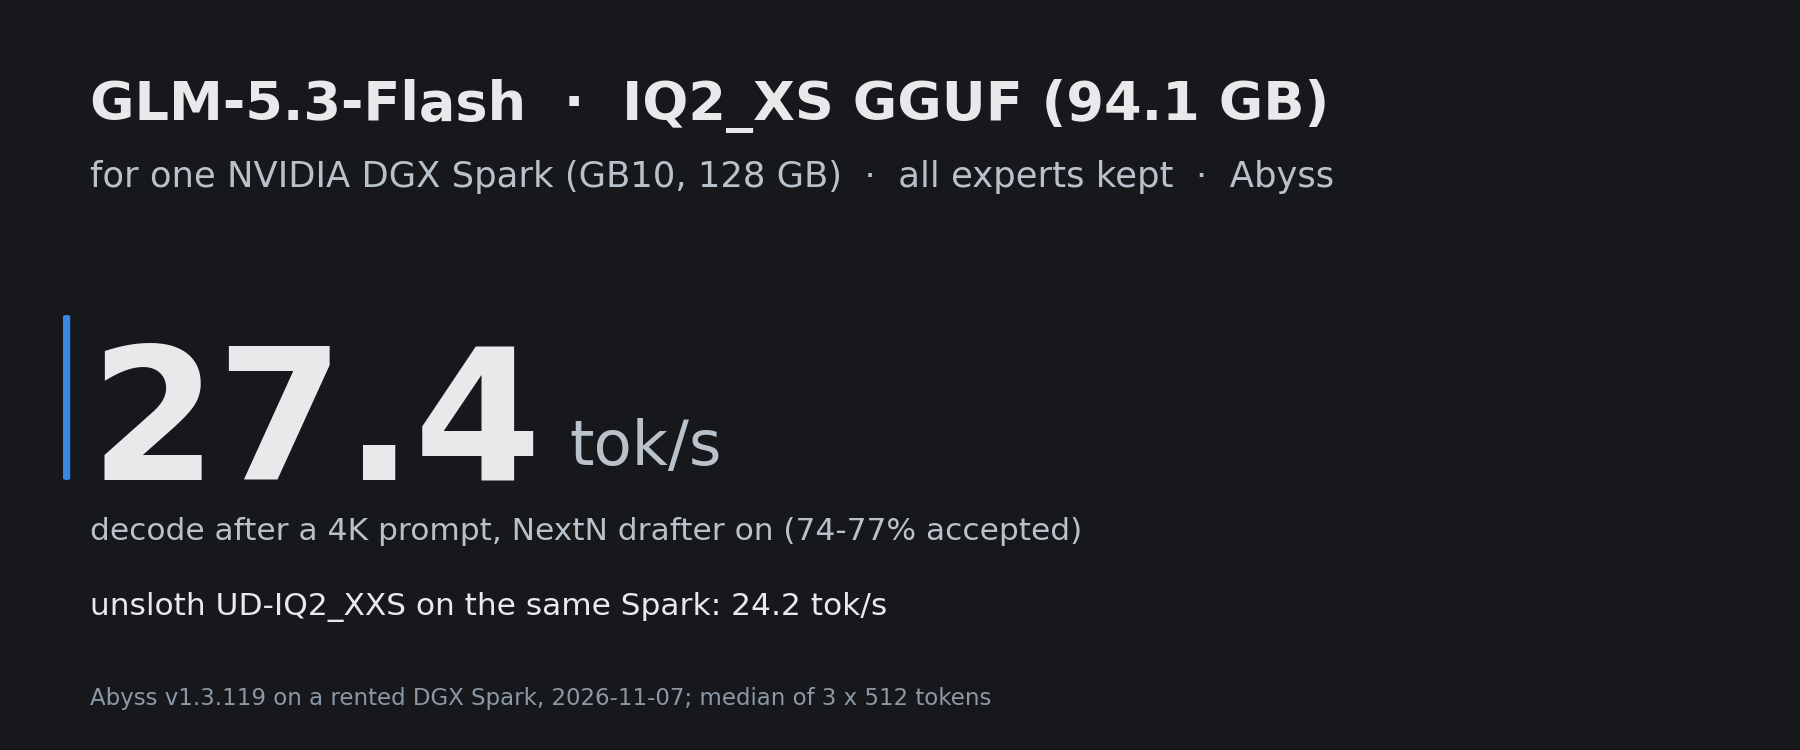 GLM-5.3-Flash · IQ2_XS GGUF (94.1 GB)
for one NVIDIA DGX Spark (GB10, 128 GB) · all experts kept · Abyss
27.4 tok/s
decode after a 4K prompt, NextN drafter on (74-77% accepted)
unsloth UD-IQ2_XXS on the same Spark: 24.2 tok/s
Abyss v1.3.119 on a rented DGX Spark, 2026-11-07; median of 3 x 512 tokens